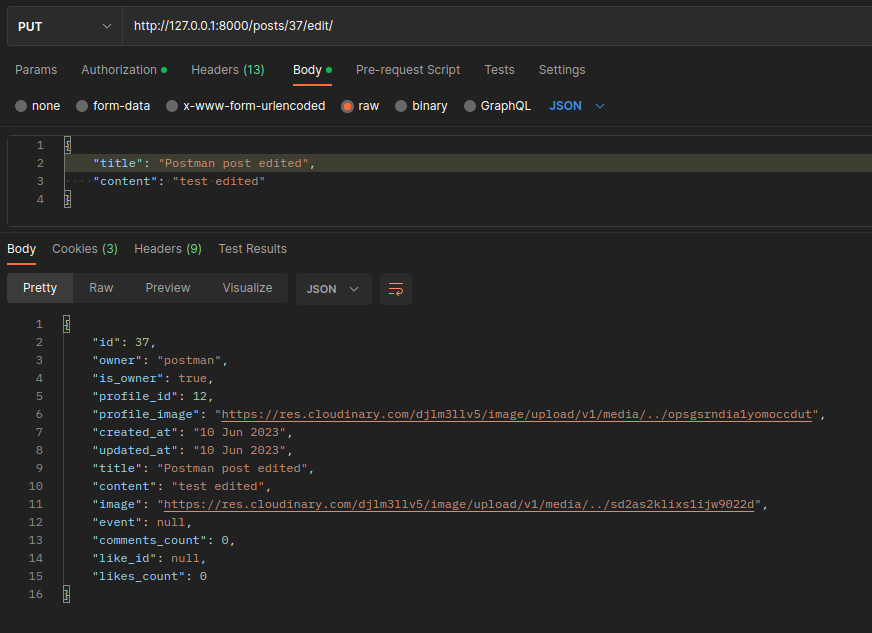 PUT http://127.0.0.1:8000/posts/37/edit/
Params Authorization Headers (13) Body Pre-request Script Tests Settings
none form-data x-www-form-urlencoded raw binary GraphQL JSON
1 {
2 "title": "Postman post edited",
3 "content": "test edited"
4 }
Body Cookies (3) Headers (9) Test Results
Pretty Raw Preview Visualize JSON
1 {
2 "id": 37,
3 "owner": "postman",
4 "is_owner": true,
5 "profile_id": 12,
6 "profile_image": "https://res.cloudinary.com/djlm3llv5/image/upload/v1/media/../opsgsrndia1yomoccdut",
7 "created_at": "10 Jun 2023",
8 "updated_at": "10 Jun 2023",
9 "title": "Postman post edited",
10 "content": "test edited",
11 "image": "https://res.cloudinary.com/djlm3llv5/image/upload/v1/media/../sd2as2klixs1ijw9022d",
12 "event": null,
13 "comments_count": 0,
14 "like_id": null,
15 "likes_count": 0
16 }